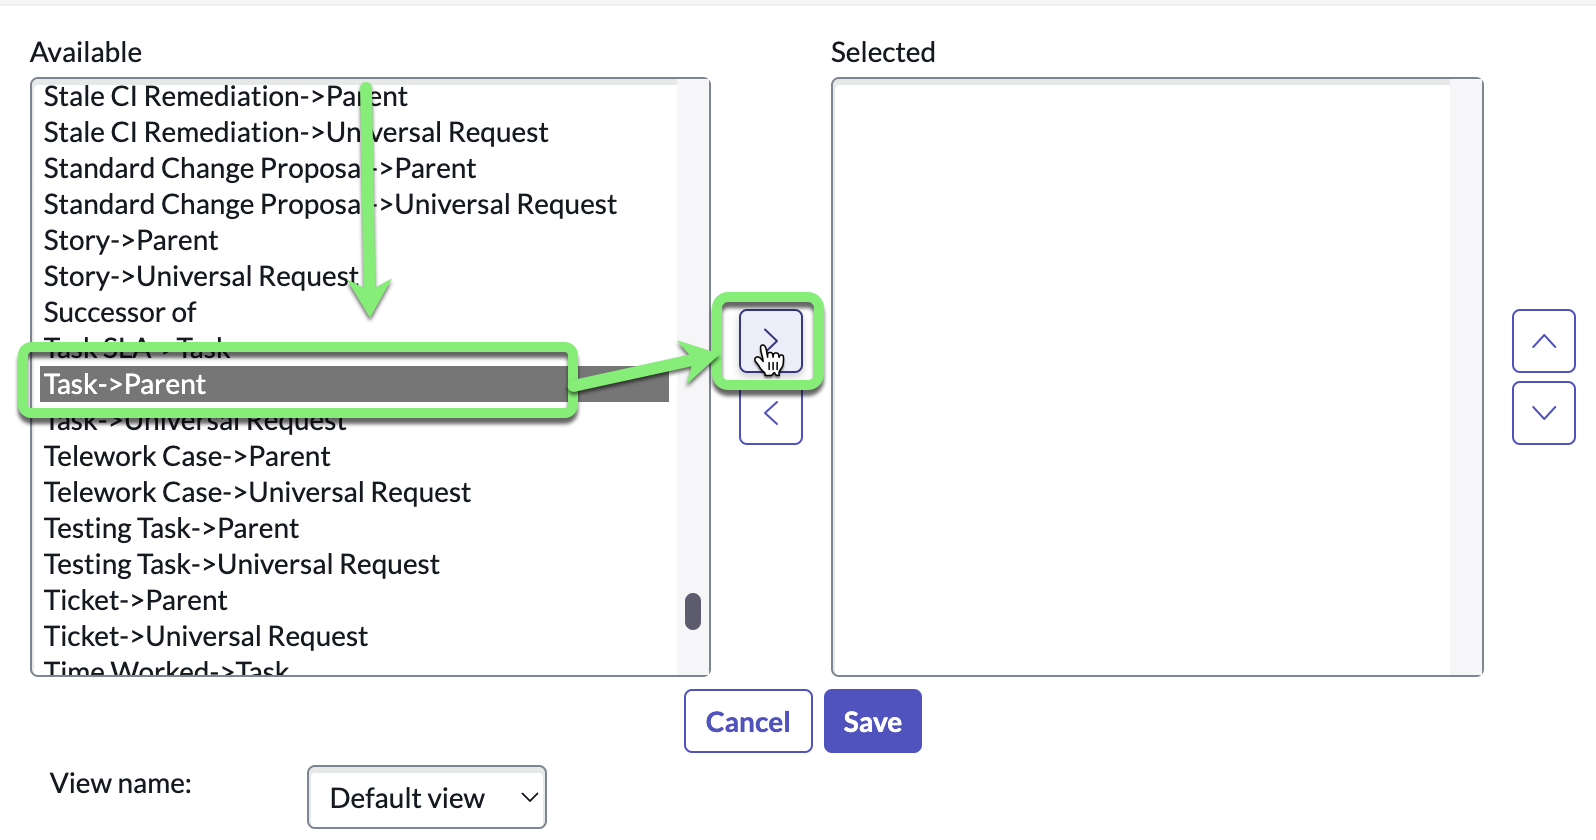 Available
Selected
Stale CI Remediation->Parent
Stale CI Remediation->Universal Request
Standard Change Proposal->Parent
Standard Change Proposal->Universal Request
Story->Parent
Story->Universal Request
Successor of
Task SLA->Task
Task->Parent
Task->Universal Request
Telework Case->Parent
Telework Case->Universal Request
Testing Task->Parent
Testing Task->Universal Request
Ticket->Parent
Ticket->Universal Request
Time Worked->Task
Cancel
Save
View name:
Default view